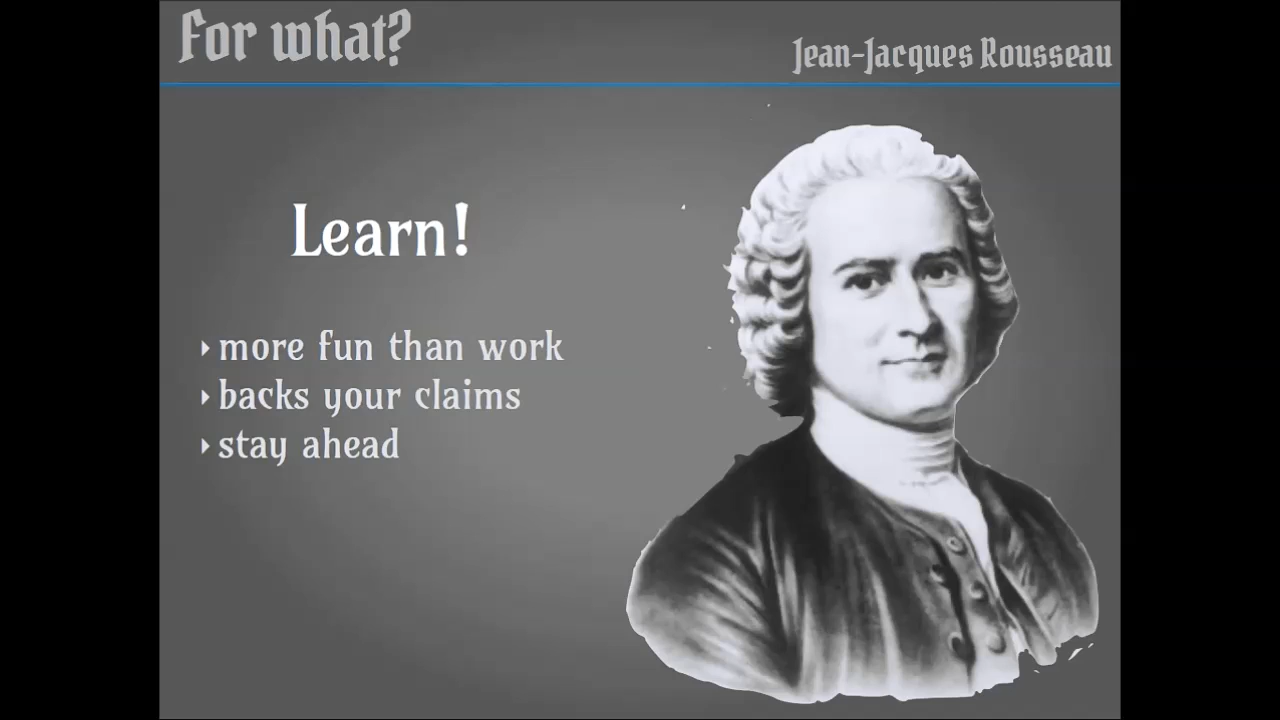 For what?
Jean-Jacques Rousseau
Learn!
more fun than work
backs your claims
stay ahead